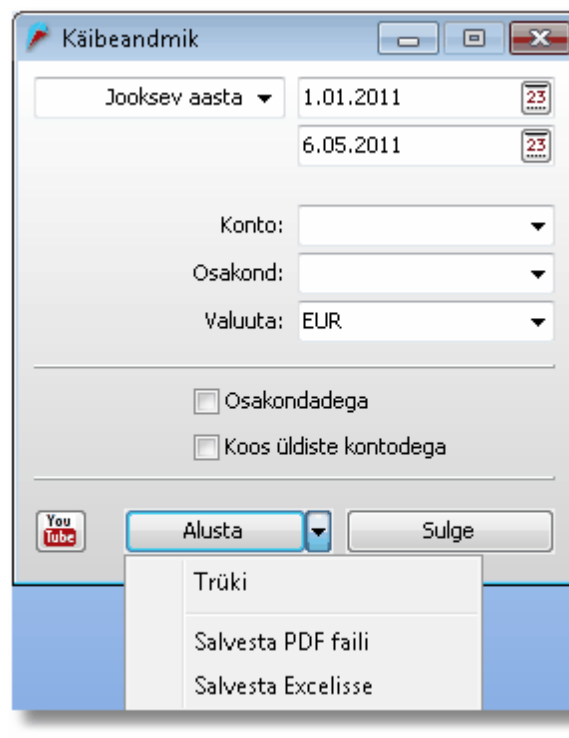 Käibeandmik
Jooksev aasta 1.01.2011 23
6.05.2011 23
Konto:
Osakond:
Valuuta: EUR
Osakondadega
Koos üldiste kontodega
You
Tube Alusta Sulge
Trüki
Salvesta PDF faili
Salvesta Excelisse